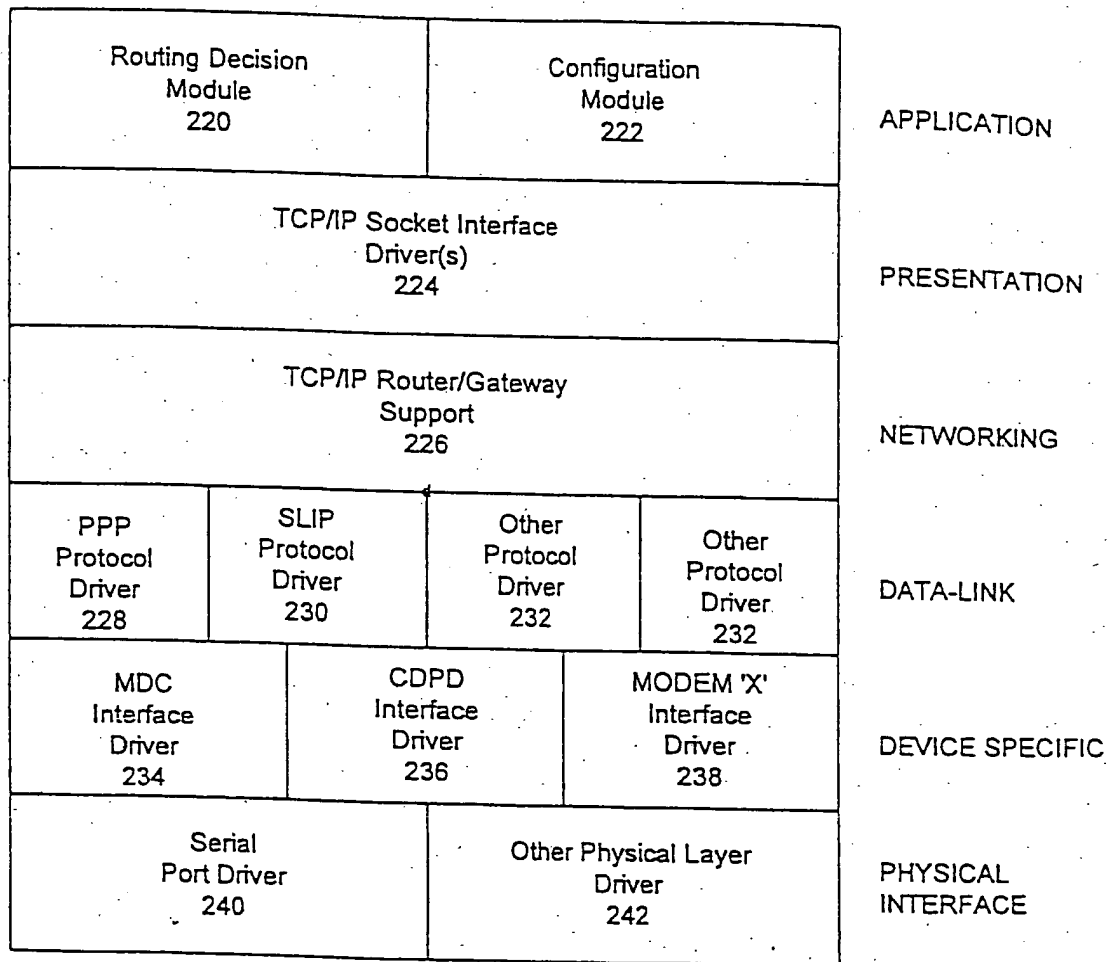 Routing Decision
Module
220
Configuration
Module
222
APPLICATION
TCP/IP Socket Interface
Driver(s)
224
PRESENTATION
TCP/IP Router/Gateway
Support
226
NETWORKING
PPP
Protocol
Driver
228
SLIP
Protocol
Driver
230
Other
Protocol
Driver
232
Other
Protocol
Driver
232
DATA-LINK
MDC
Interface
Driver
234
CDPD
Interface
Driver
236
MODEM 'X'
Interface
Driver
238
DEVICE SPECIFIC
Serial
Port Driver
240
Other Physical Layer
Driver
242
PHYSICAL
INTERFACE